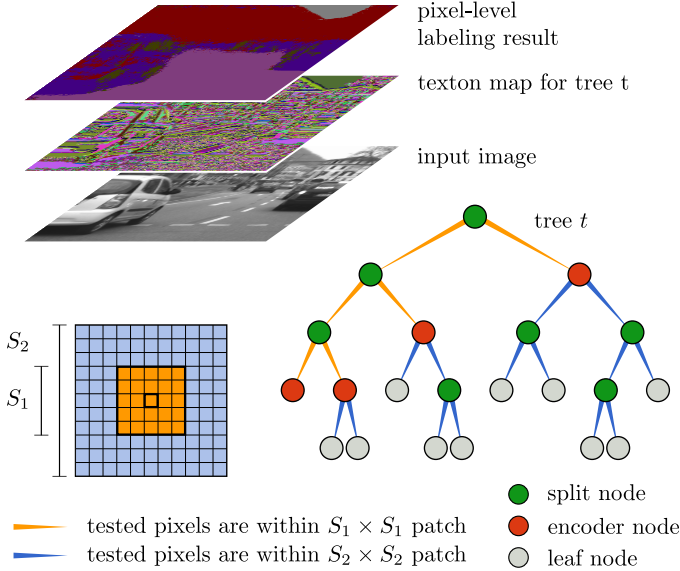 pixel-level
labeling result
texton map for tree t
input image
tree t
S₂
S₁
tested pixels are within S₁ × S₁ patch
tested pixels are within S₂ × S₂ patch
split node
encoder node
leaf node